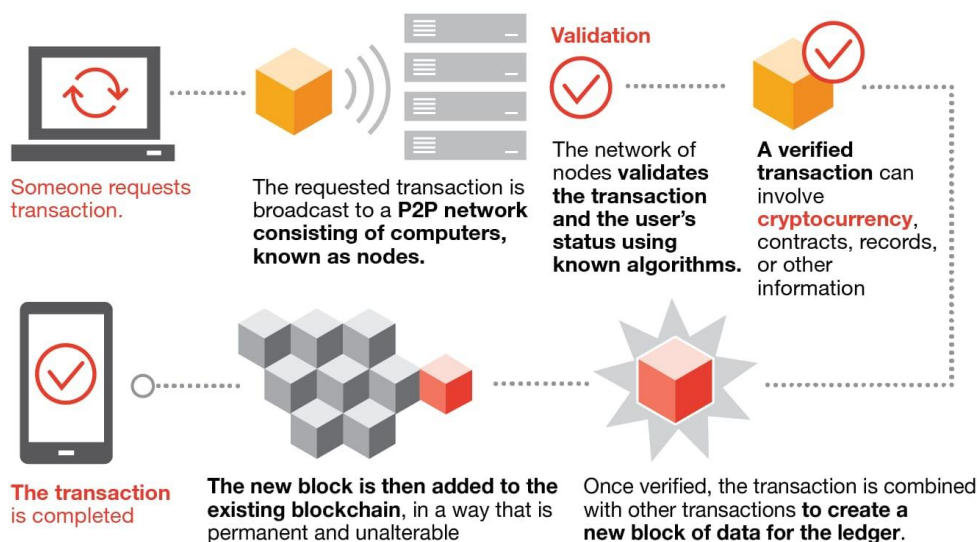 Someone requests
transaction.
The requested transaction is
broadcast to a P2P network
consisting of computers,
known as nodes.
Validation
The network of
nodes validates
the transaction
and the user's
status using
known algorithms.
A verified
transaction can
involve
cryptocurrency,
contracts, records,
or other
information
Once verified, the transaction is combined
with other transactions to create a
new block of data for the ledger.
The new block is then added to the
existing blockchain, in a way that is
permanent and unalterable
The transaction
is completed